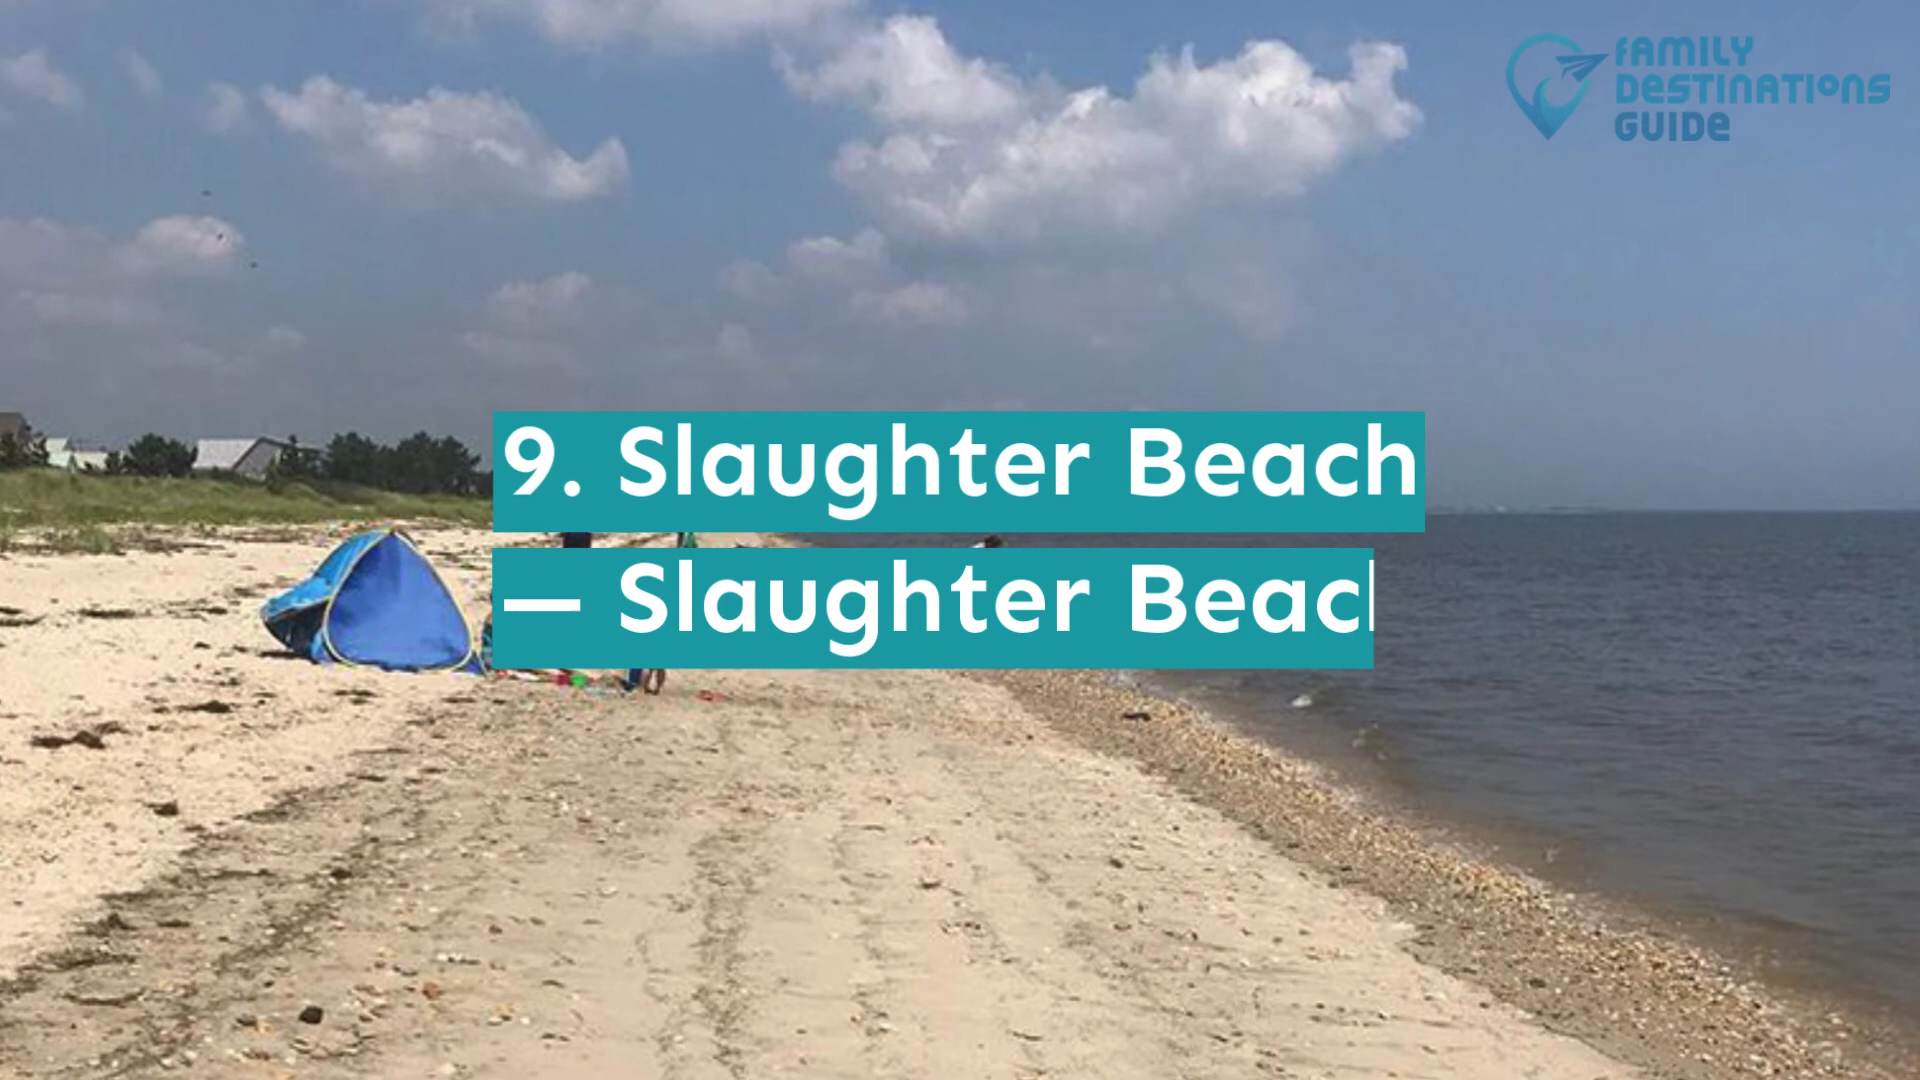 FAMILY
DESTINATIONS
GUIDE
9. Slaughter Beach
— Slaughter Beac